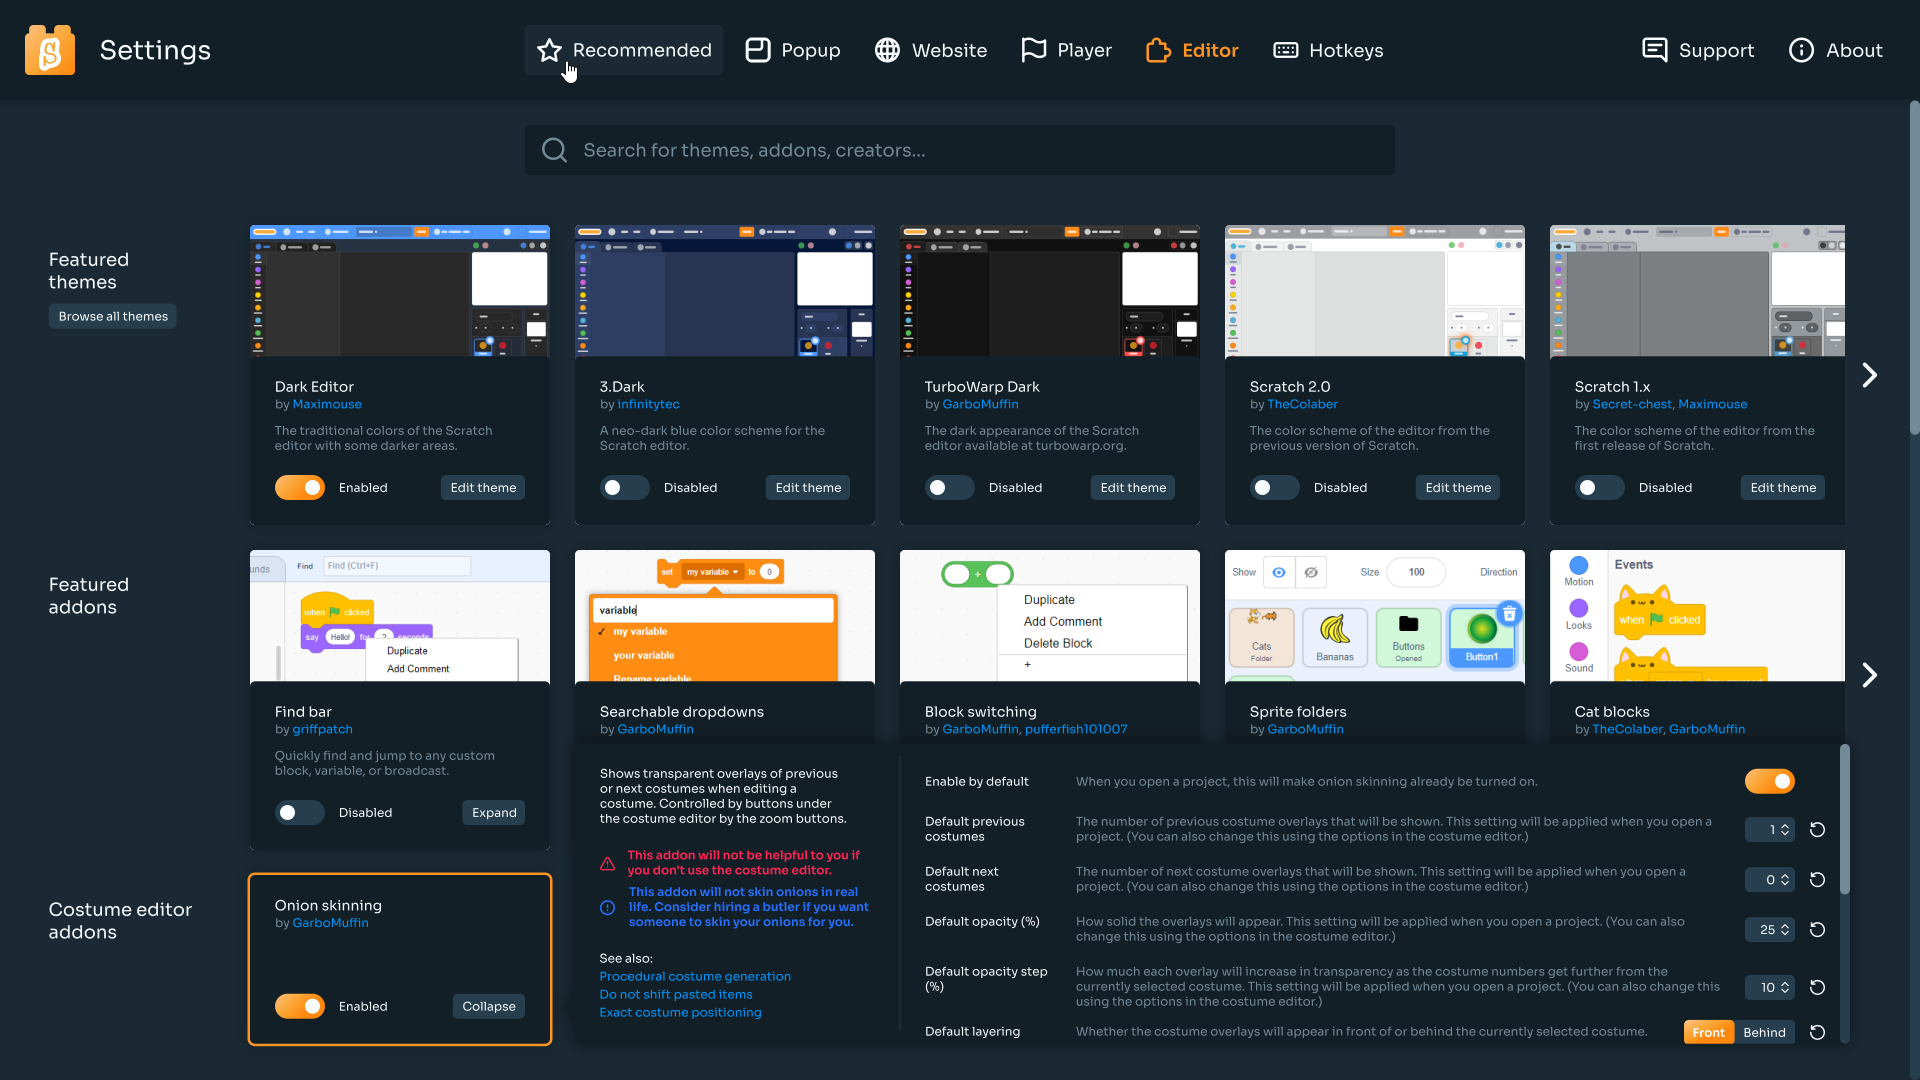 Settings
Recommended
Popup
Website
Player
Editor
Hotkeys
Support
About
Search for themes, addons, creators...
Featured
themes
Browse all themes
Dark Editor
by Maximouse
The traditional colors of the Scratch
editor with some darker areas.
Enabled
Edit theme
3.Dark
by infinitytec
A neo-dark blue color scheme for the
Scratch editor.
Disabled
Edit theme
TurboWarp Dark
by GarboMuffin
The dark appearance of the Scratch
editor available at turbowarp.org.
Disabled
Edit theme
Scratch 2.0
by TheColaber
The color scheme of the editor from the
previous version of Scratch.
Disabled
Edit theme
Scratch 1.x
by Secret-chest, Maximouse
The color scheme of the editor from the
first release of Scratch.
Disabled
Edit theme
Featured
addons
unds
Find
Find (Ctrl+F)
when clicked
say Hello! for 2 seconds
Duplicate
Add Comment
Find bar
by griffpatch
Quickly find and jump to any custom
block, variable, or broadcast.
Disabled
Expand
set my variable to 0
variable
✓ my variable
your variable
Rename variable
Searchable dropdowns
by GarboMuffin
+
Duplicate
Add Comment
Delete Block
+
Block switching
by GarboMuffin, pufferfish101007
Show
Size
100
Direction
Cats
Folder
Bananas
Buttons
Opened
Button1
Sprite folders
by GarboMuffin
Motion
Looks
Sound
Events
when clicked
Cat blocks
by TheColaber, GarboMuffin
Costume editor
addons
Onion skinning
by GarboMuffin
Enabled
Collapse
Shows transparent overlays of previous
or next costumes when editing a
costume. Controlled by buttons under
the costume editor by the zoom buttons.
This addon will not be helpful to you if
you don't use the costume editor.
This addon will not skin onions in real
life. Consider hiring a butler if you want
someone to skin your onions for you.
See also:
Procedural costume generation
Do not shift pasted items
Exact costume positioning
Enable by default
When you open a project, this will make onion skinning already be turned on.
Default previous
costumes
The number of previous costume overlays that will be shown. This setting will be applied when you open a
project. (You can also change this using the options in the costume editor.)
1
Default next
costumes
The number of next costume overlays that will be shown. This setting will be applied when you open a
project. (You can also change this using the options in the costume editor.)
0
Default opacity (%)
How solid the overlays will appear. This setting will be applied when you open a project. (You can also
change this using the options in the costume editor.)
25
Default opacity step
(%)
How much each overlay will increase in transparency as the costume numbers get further from the
currently selected costume. This setting will be applied when you open a project. (You can also change this
using the options in the costume editor.)
10
Default layering
Whether the costume overlays will appear in front of or behind the currently selected costume.
Front
Behind